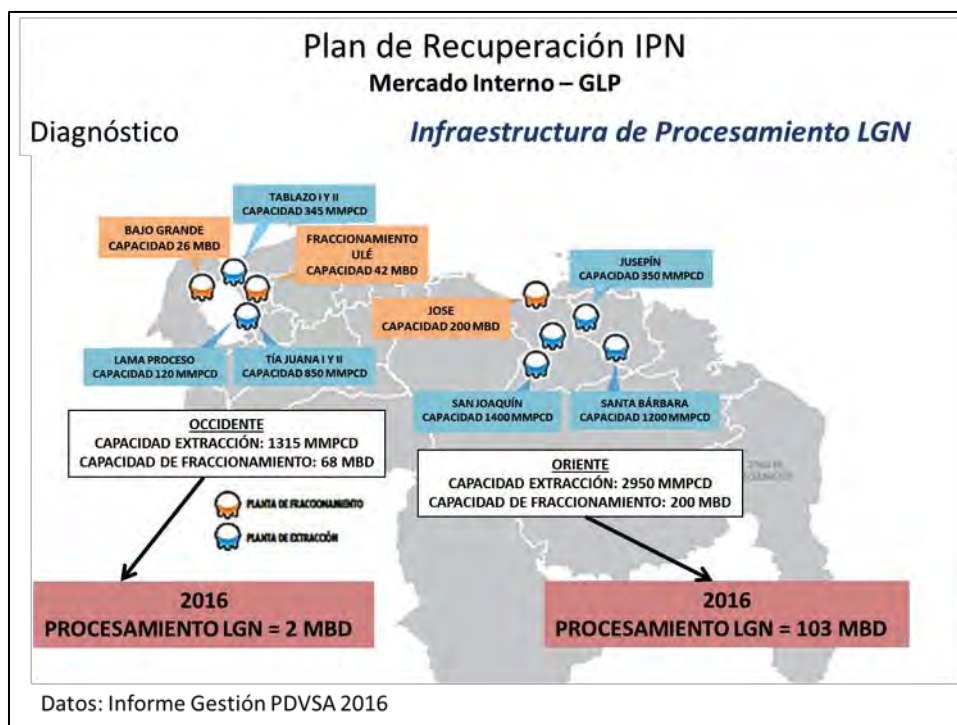 Plan de Recuperación IPN
Mercado Interno – GLP
Diagnóstico
Infraestructura de Procesamiento LGN
TABLAZO I Y II
CAPACIDAD 345 MMPCD
BAJO GRANDE
CAPACIDAD 26 MBD
FRACCIONAMIENTO
ULÉ
CAPACIDAD 42 MBD
JUSEPÍN
CAPACIDAD 350 MMPCD
JOSE
CAPACIDAD 200 MBD
LAMA PROCESO
CAPACIDAD 120 MMPCD
TÍA JUANA I Y II
CAPACIDAD 850 MMPCD
SAN JOAQUÍN
CAPACIDAD 1400 MMPCD
SANTA BÁRBARA
CAPACIDAD 1200 MMPCD
OCCIDENTE
CAPACIDAD EXTRACCIÓN: 1315 MMPCD
CAPACIDAD DE FRACCIONAMIENTO: 68 MBD
ORIENTE
CAPACIDAD EXTRACCIÓN: 2950 MMPCD
CAPACIDAD DE FRACCIONAMIENTO: 200 MBD
PLANTA DE FRACCIONAMIENTO
PLANTA DE EXTRACCIÓN
2016
PROCESAMIENTO LGN = 2 MBD
2016
PROCESAMIENTO LGN = 103 MBD
Datos: Informe Gestión PDVSA 2016